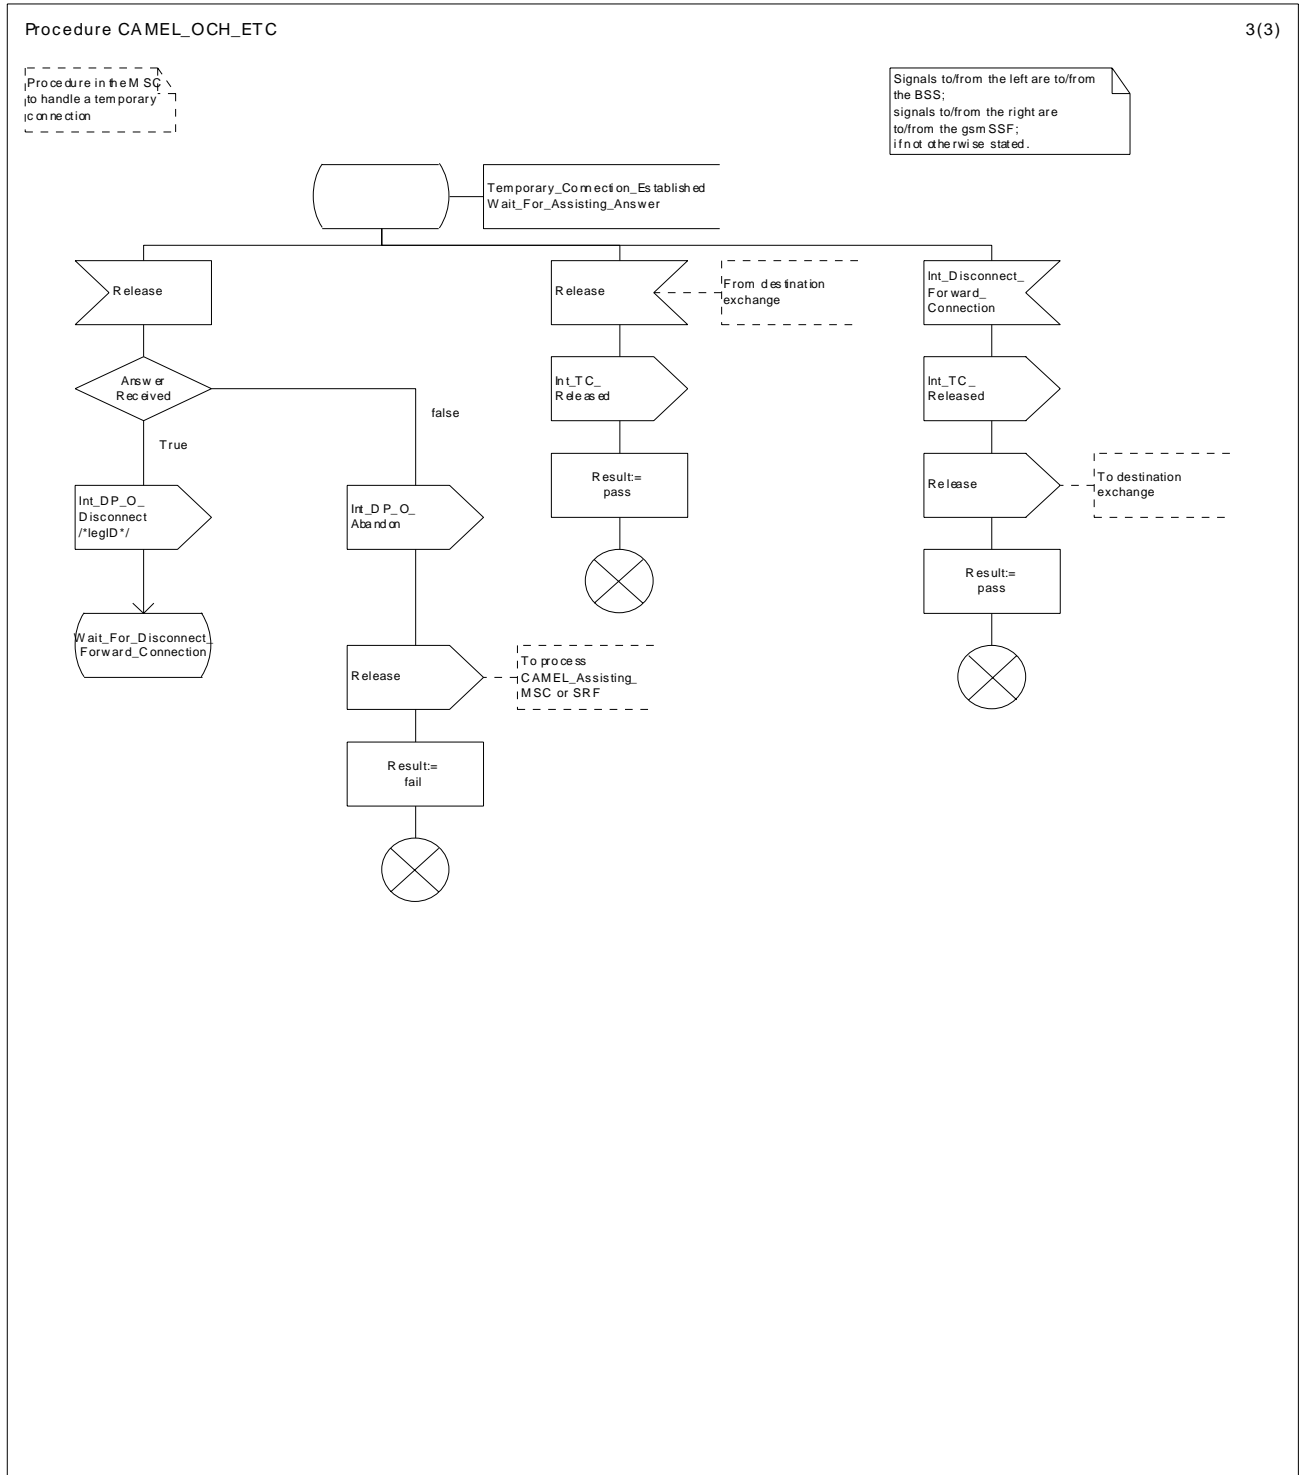 Procedure CAMEL_OCH_ETC
3(3)
Procedure in the MSC
to handle a temporary
connection
Signals to/from the left are to/from
the BSS;
signals to/from the right are
to/from the gsmSSF;
if not otherwise stated.
Temporary_Connection_Established
Wait_For_Assisting_Answer
Release
Release
From destination
exchange
Int_Disconnect_
Forward_
Connection
Answer
Received
false
True
Int_TC_
Released
Int_TC_
Released
Result:=
pass
Release
To destination
exchange
Int_DP_O_
Disconnect
/*legID*/
Int_DP_O_
Abandon
Result:=
pass
Wait_For_Disconnect_
Forward_Connection
Release
To process
CAMEL_Assisting_
MSC or SRF
Result:=
fail